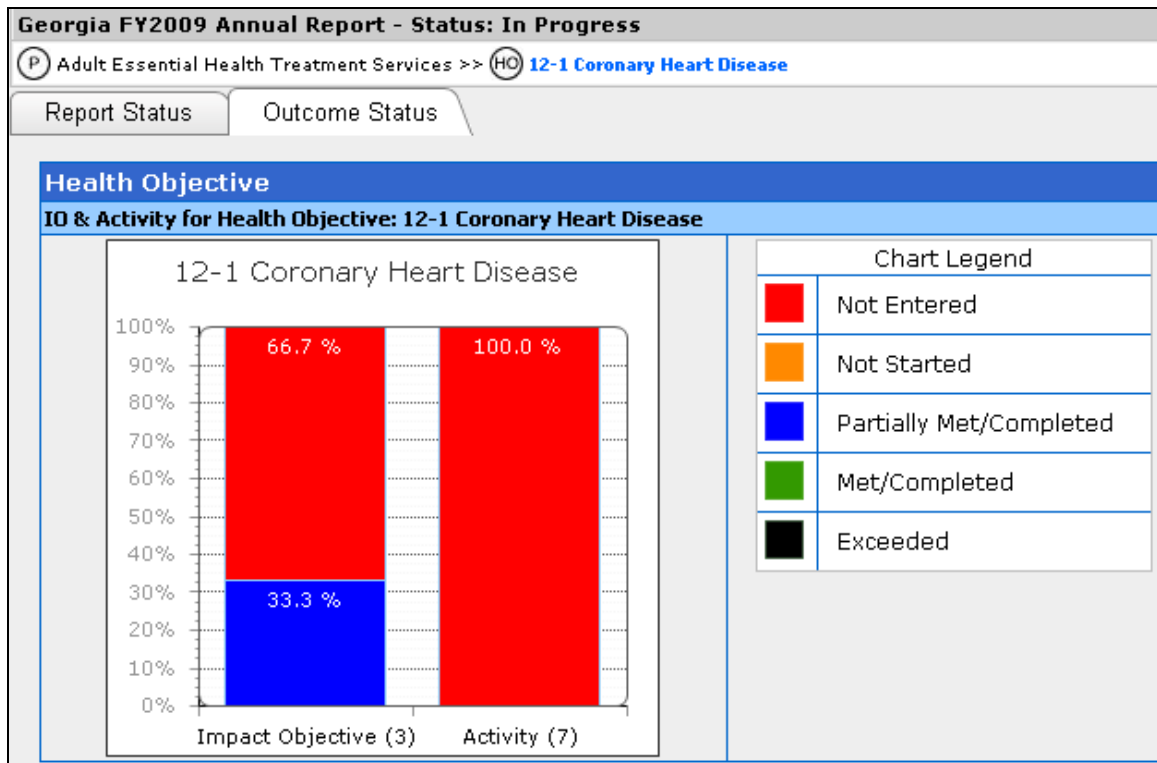 Georgia FY2009 Annual Report - Status: In Progress
P Adult Essential Health Treatment Services >> HO 12-1 Coronary Heart Disease
Report Status
Outcome Status
Health Objective
IO & Activity for Health Objective: 12-1 Coronary Heart Disease
12-1 Coronary Heart Disease
100%
90%
80%
70%
60%
50%
40%
30%
20%
10%
0%
66.7 %
100.0 %
33.3 %
Impact Objective (3)
Activity (7)
Chart Legend
Not Entered
Not Started
Partially Met/Completed
Met/Completed
Exceeded